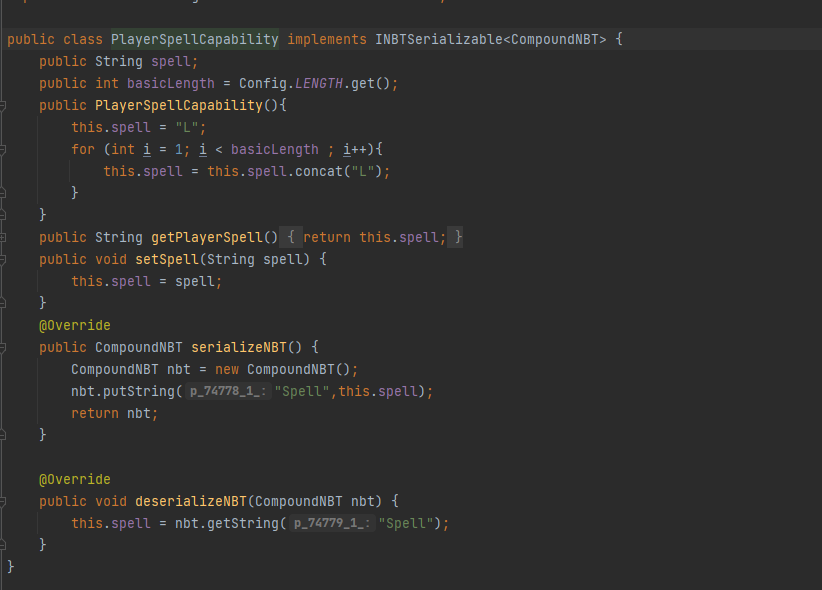 public class PlayerSpellCapability implements INBTSerializable<CompoundNBT> {
    public String spell;
    public int basicLength = Config.LENGTH.get();
    public PlayerSpellCapability(){
        this.spell = "L";
        for (int i = 1; i < basicLength ; i++){
            this.spell = this.spell.concat("L");
        }
    }
    public String getPlayerSpell() { return this.spell; }
    public void setSpell(String spell) {
        this.spell = spell;
    }
    @Override
    public CompoundNBT serializeNBT() {
        CompoundNBT nbt = new CompoundNBT();
        nbt.putString( p_74778_1_: "Spell",this.spell);
        return nbt;
    }
    @Override
    public void deserializeNBT(CompoundNBT nbt) {
        this.spell = nbt.getString( p_74779_1_: "Spell");
    }
}